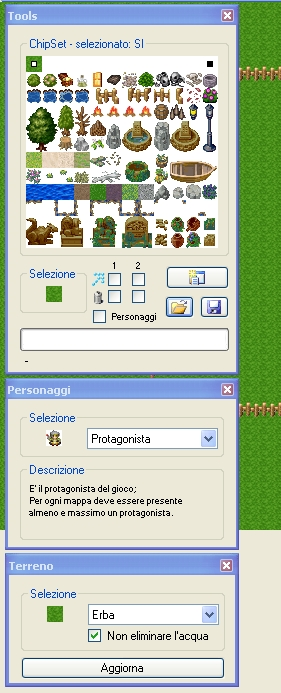 Tools
ChipSet - selezionato: SI
Selezione
1 2
Personaggi
-
Personaggi
Selezione
Protagonista
Descrizione
E' il protagonista del gioco;
Per ogni mappa deve essere presente
almeno e massimo un protagonista.
Terreno
Selezione
Erba
Non eliminare l'acqua
Aggiorna